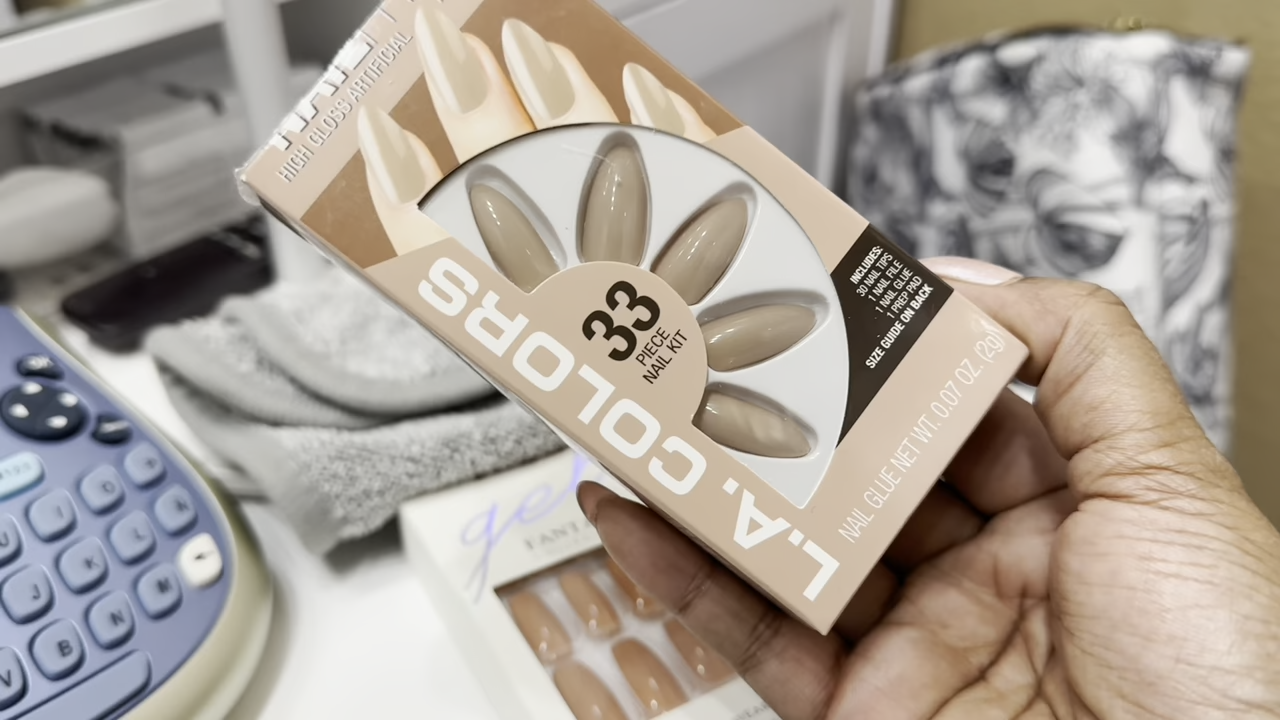 NAIL
HIGH GLOSS ARTIFICIAL
L.A. COLORS
33
PIECE
NAIL KIT
INCLUDES:
30 NAIL TIPS
1 NAIL FILE
1 NAIL GLUE
1 PREP PAD
SIZE GUIDE ON BACK
NAIL GLUE NET WT. 0.07 OZ. (2g)
gel
O
I
K
L
J
M
N
B
V